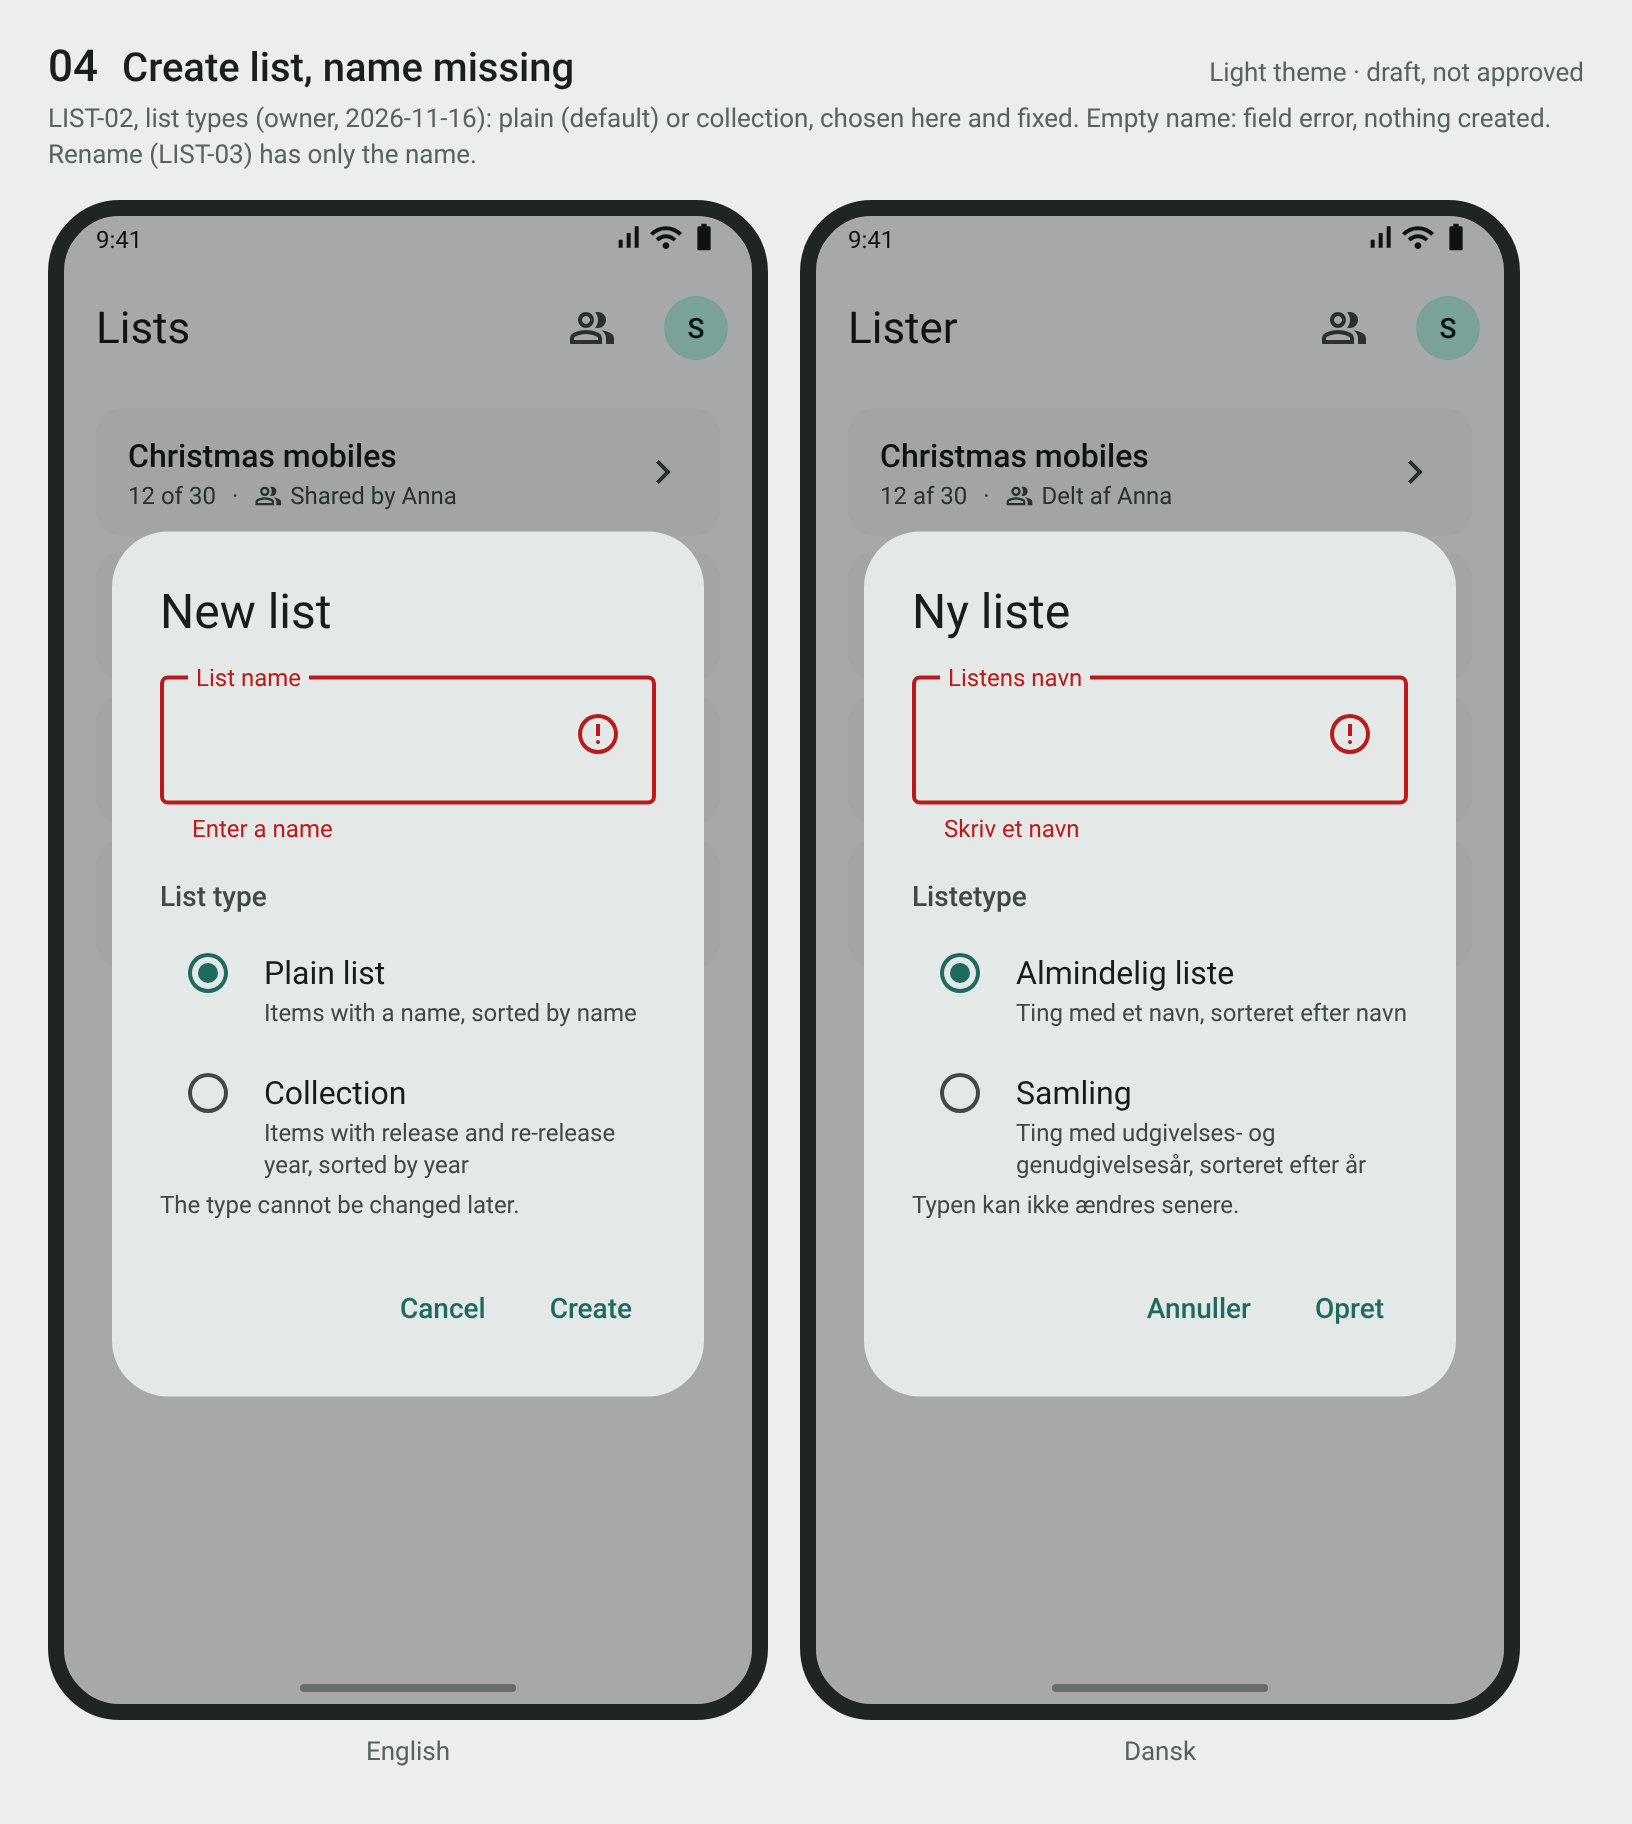 04 Create list, name missing
Light theme · draft, not approved
LIST-02, list types (owner, 2026-11-16): plain (default) or collection, chosen here and fixed. Empty name: field error, nothing created.
Rename (LIST-03) has only the name.
9:41
Lists
S
Christmas mobiles
12 of 30 · Shared by Anna
New list
List name
Enter a name
List type
Plain list
Items with a name, sorted by name
Collection
Items with release and re-release
year, sorted by year
The type cannot be changed later.
Cancel Create
English
9:41
Lister
S
Christmas mobiles
12 af 30 · Delt af Anna
Ny liste
Listens navn
Skriv et navn
Listetype
Almindelig liste
Ting med et navn, sorteret efter navn
Samling
Ting med udgivelses- og
genudgivelsesår, sorteret efter år
Typen kan ikke ændres senere.
Annuller Opret
Dansk